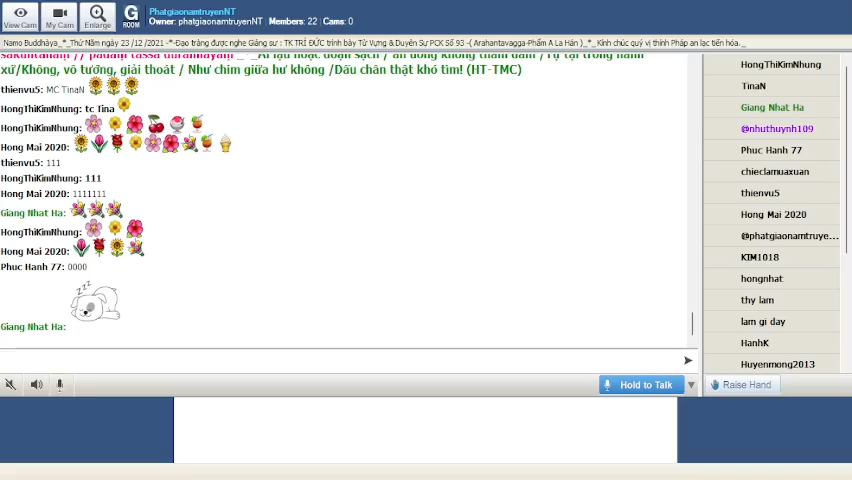 View Cam
My Cam
Enlarge
G
ROOM
PhatgiaonamtruyenNT
Owner: phatgiaonamtruyenNT Members: 22 Cams: 0
Namo Buddhaya_*_Thứ Năm ngày 23/12 /2021 -*-Đạo tràng được nghe Giảng sư : TK TRÍ ĐỨC trình bày Từ Vựng & Duyên Sự PCK Số 93 -( Arahantavagga-Phẩm A La Hán )_*_Kính chúc quý vị thính Pháp an lạc tiến hóa._
xứ/Không, vô tướng, giải thoát / Như chim giữa hư không /Dấu chân thật khó tìm! (HT-TMC)
thienvu5: MC TinaN
HongThiKimNhung: tc Tina
HongThiKimNhung:
Hong Mai 2020:
thienvu5: 111
HongThiKimNhung: 111
Hong Mai 2020: 1111111
Giang Nhat Ha:
HongThiKimNhung:
Hong Mai 2020:
Phuc Hanh 77: 0000
z z z
Giang Nhat Ha:
Hold to Talk
HongThiKimNhung
TinaN
Giang Nhat Ha
@nhuthuynh109
Phuc Hanh 77
chieclamuaxuan
thienvu5
Hong Mai 2020
@phatgiaonamtruye...
KIM1018
hongnhat
thy lam
lam gi day
HanhK
Huyenmong2013
Raise Hand